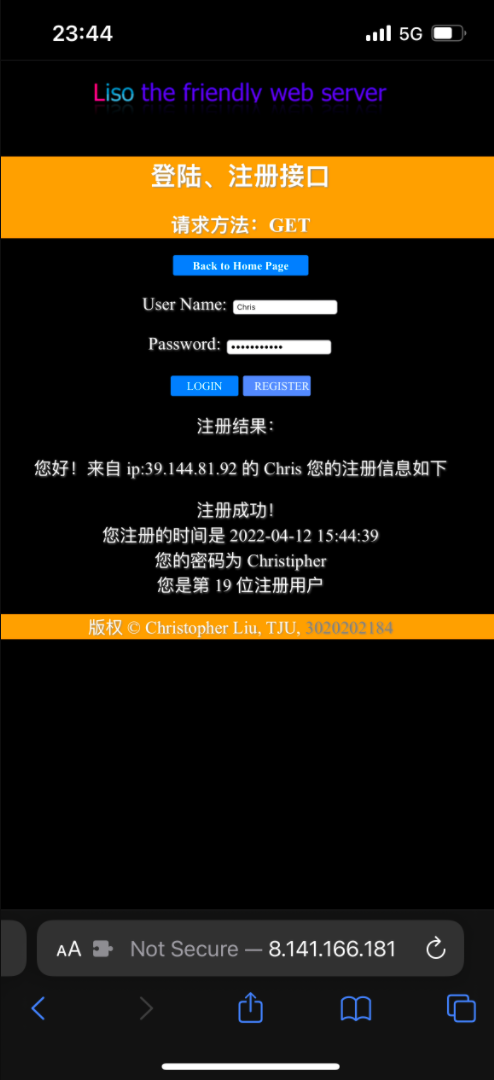 23:44
5G
Liso the friendly web server
登陆、注册接口
请求方法：GET
Back to Home Page
User Name: Chris
Password: •••••••••••
LOGIN REGISTER
注册结果：
您好！来自 ip:39.144.81.92 的 Chris 您的注册信息如下
注册成功！
您注册的时间是 2022-04-12 15:44:39
您的密码为 Christipher
您是第 19 位注册用户
版权 © Christopher Liu, TJU, 3020202184
AA Not Secure — 8.141.166.181